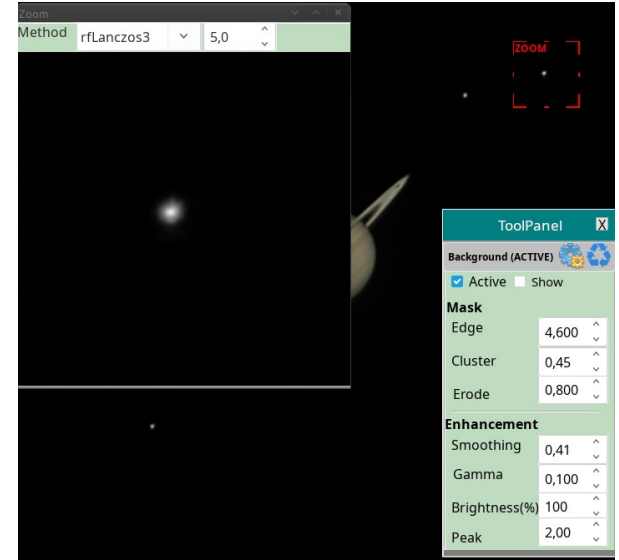 Zoom
Method rfLanczos3 5,0
ZOOM
ToolPanel X
Background (ACTIVE)
Active Show
Mask
Edge 4,600
Cluster 0,45
Erode 0,800
Enhancement
Smoothing 0,41
Gamma 0,100
Brightness(%) 100
Peak 2,00